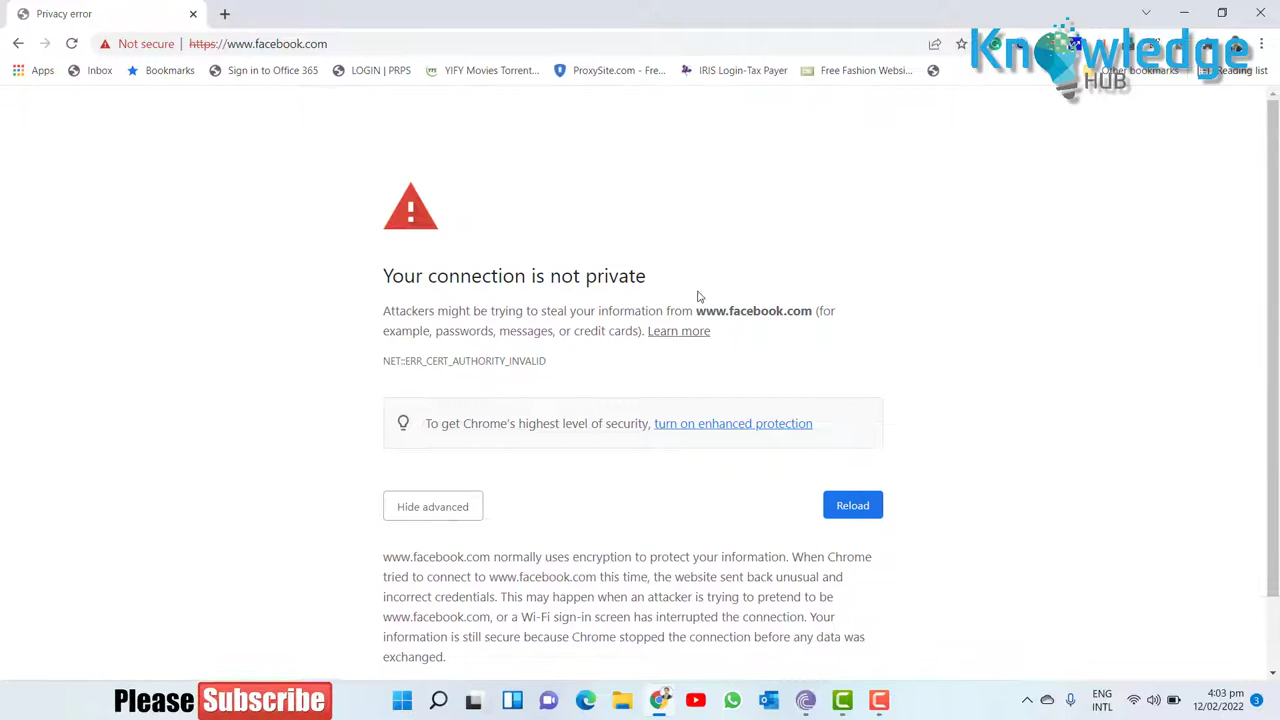 Privacy error
Not secure
https://www.facebook.com
Apps
Inbox
Bookmarks
Sign in to Office 365
LOGIN | PRP5
YIFY Movies Torrent...
ProxySite.com - Fre...
IRIS Login-Tax Payer
Free Fashion Websit...
Other bookmarks
Reading list
Knowledge
HUB
Your connection is not private
Attackers might be trying to steal your information from www.facebook.com (for
example, passwords, messages, or credit cards). Learn more
NET::ERR_CERT_AUTHORITY_INVALID
To get Chrome's highest level of security, turn on enhanced protection
Hide advanced
Reload
www.facebook.com normally uses encryption to protect your information. When Chrome
tried to connect to www.facebook.com this time, the website sent back unusual and
incorrect credentials. This may happen when an attacker is trying to pretend to be
www.facebook.com, or a Wi-Fi sign-in screen has interrupted the connection. Your
information is still secure because Chrome stopped the connection before any data was
exchanged.
Please Subscribe
ENG
INTL
4:03 pm
12/02/2022
3